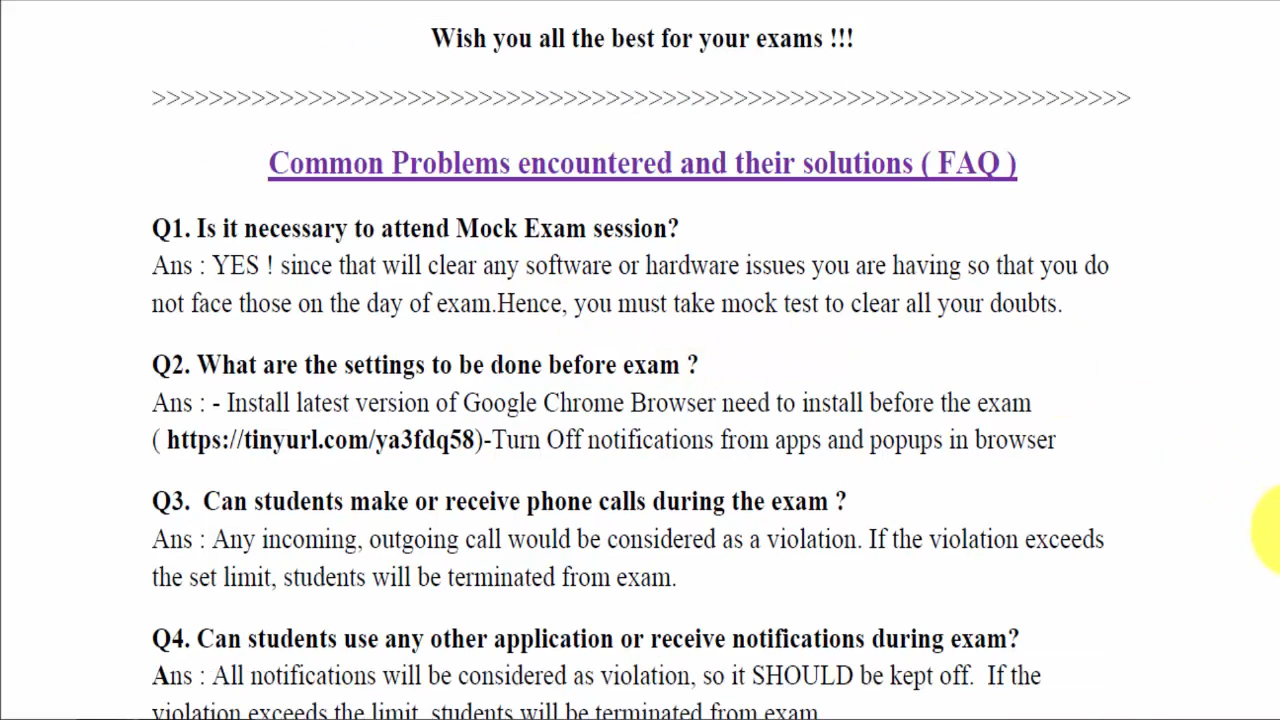 Wish you all the best for your exams !!!
>>>>>>>>>>>>>>>>>>>>>>>>>>>>>>>>>>>>>>>>>>>>>>>>>>>>>>>>>>>>>>>>>>>>>
Common Problems encountered and their solutions ( FAQ )
Q1. Is it necessary to attend Mock Exam session?
Ans : YES ! since that will clear any software or hardware issues you are having so that you do
not face those on the day of exam.Hence, you must take mock test to clear all your doubts.
Q2. What are the settings to be done before exam ?
Ans : - Install latest version of Google Chrome Browser need to install before the exam
( https://tinyurl.com/ya3fdq58)-Turn Off notifications from apps and popups in browser
Q3.  Can students make or receive phone calls during the exam ?
Ans : Any incoming, outgoing call would be considered as a violation. If the violation exceeds
the set limit, students will be terminated from exam.
Q4. Can students use any other application or receive notifications during exam?
Ans : All notifications will be considered as violation, so it SHOULD be kept off.  If the
violation exceeds the limit, students will be terminated from exam